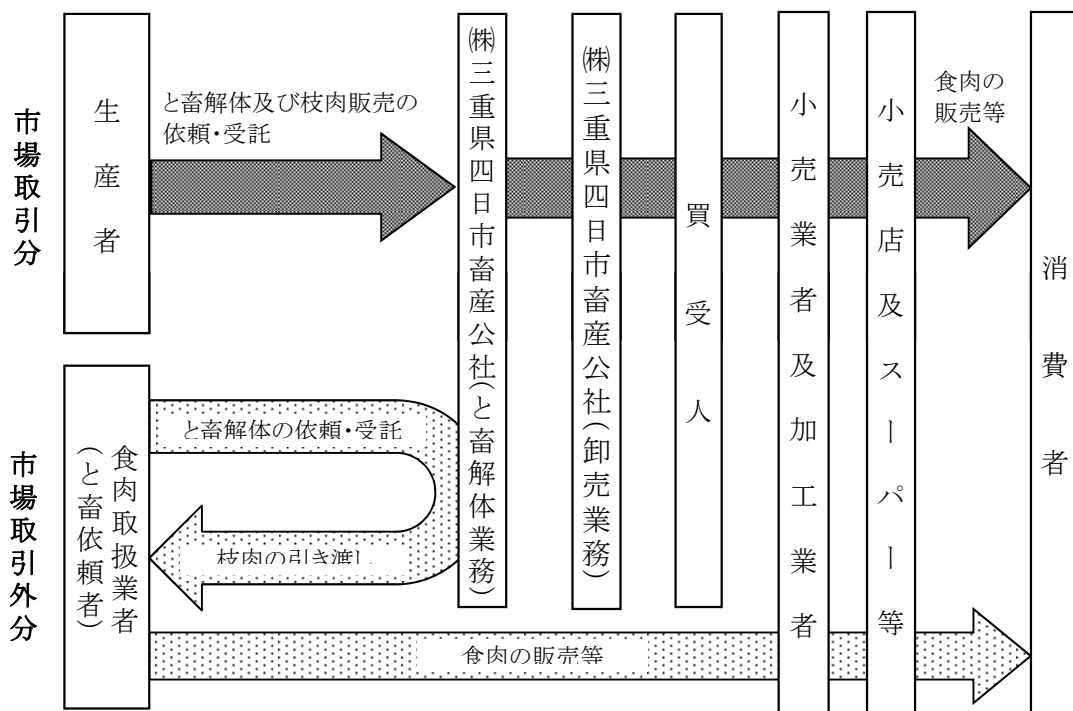 市場取引分
生産者
と畜解体及び枝肉販売の
依頼・受託
㈱三重県四日市畜産公社(と畜解体業務)
㈱三重県四日市畜産公社(卸売業務)
買受人
小売業者及加工業者
小売店及スーパー等
食肉の
販売等
消費者
市場取引外分
食肉取扱業者
(と畜依頼者)
と畜解体の依頼・受託
枝肉の引き渡し
食肉の販売等